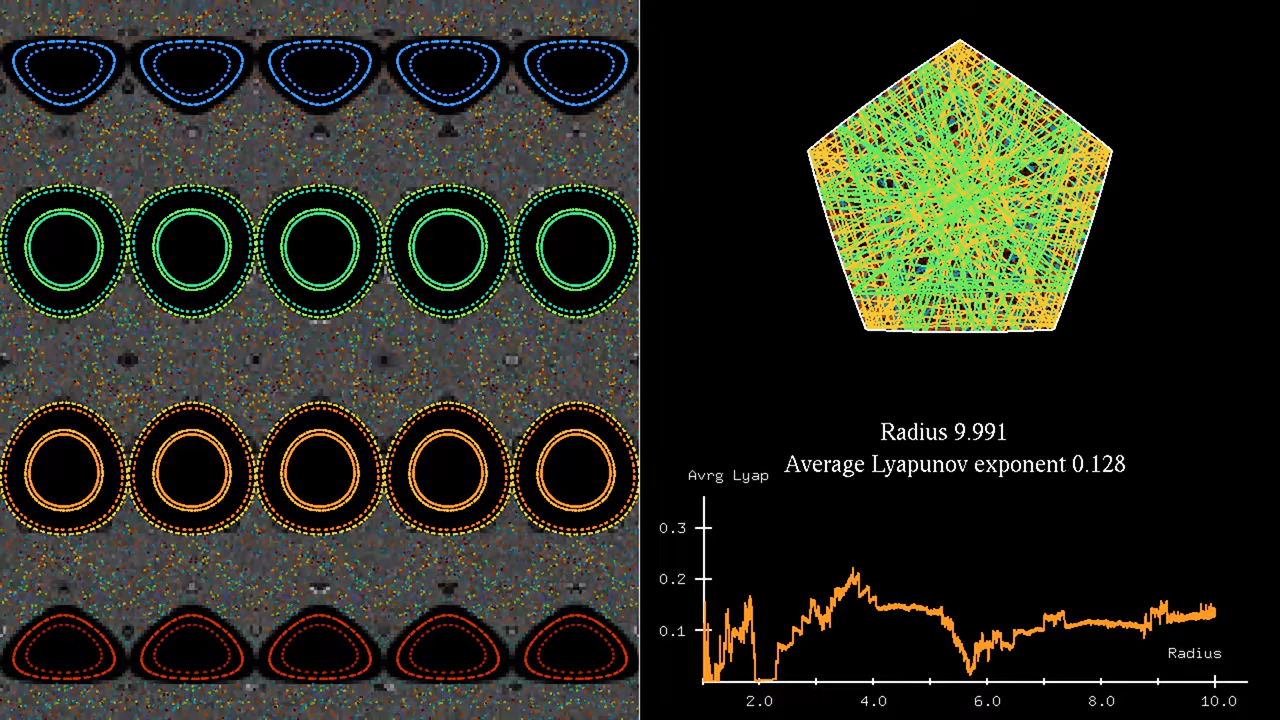 Radius 9.991
Average Lyapunov exponent 0.128
Avrg Lyap
0.3
0.2
0.1
Radius
2.0 4.0 6.0 8.0 10.0